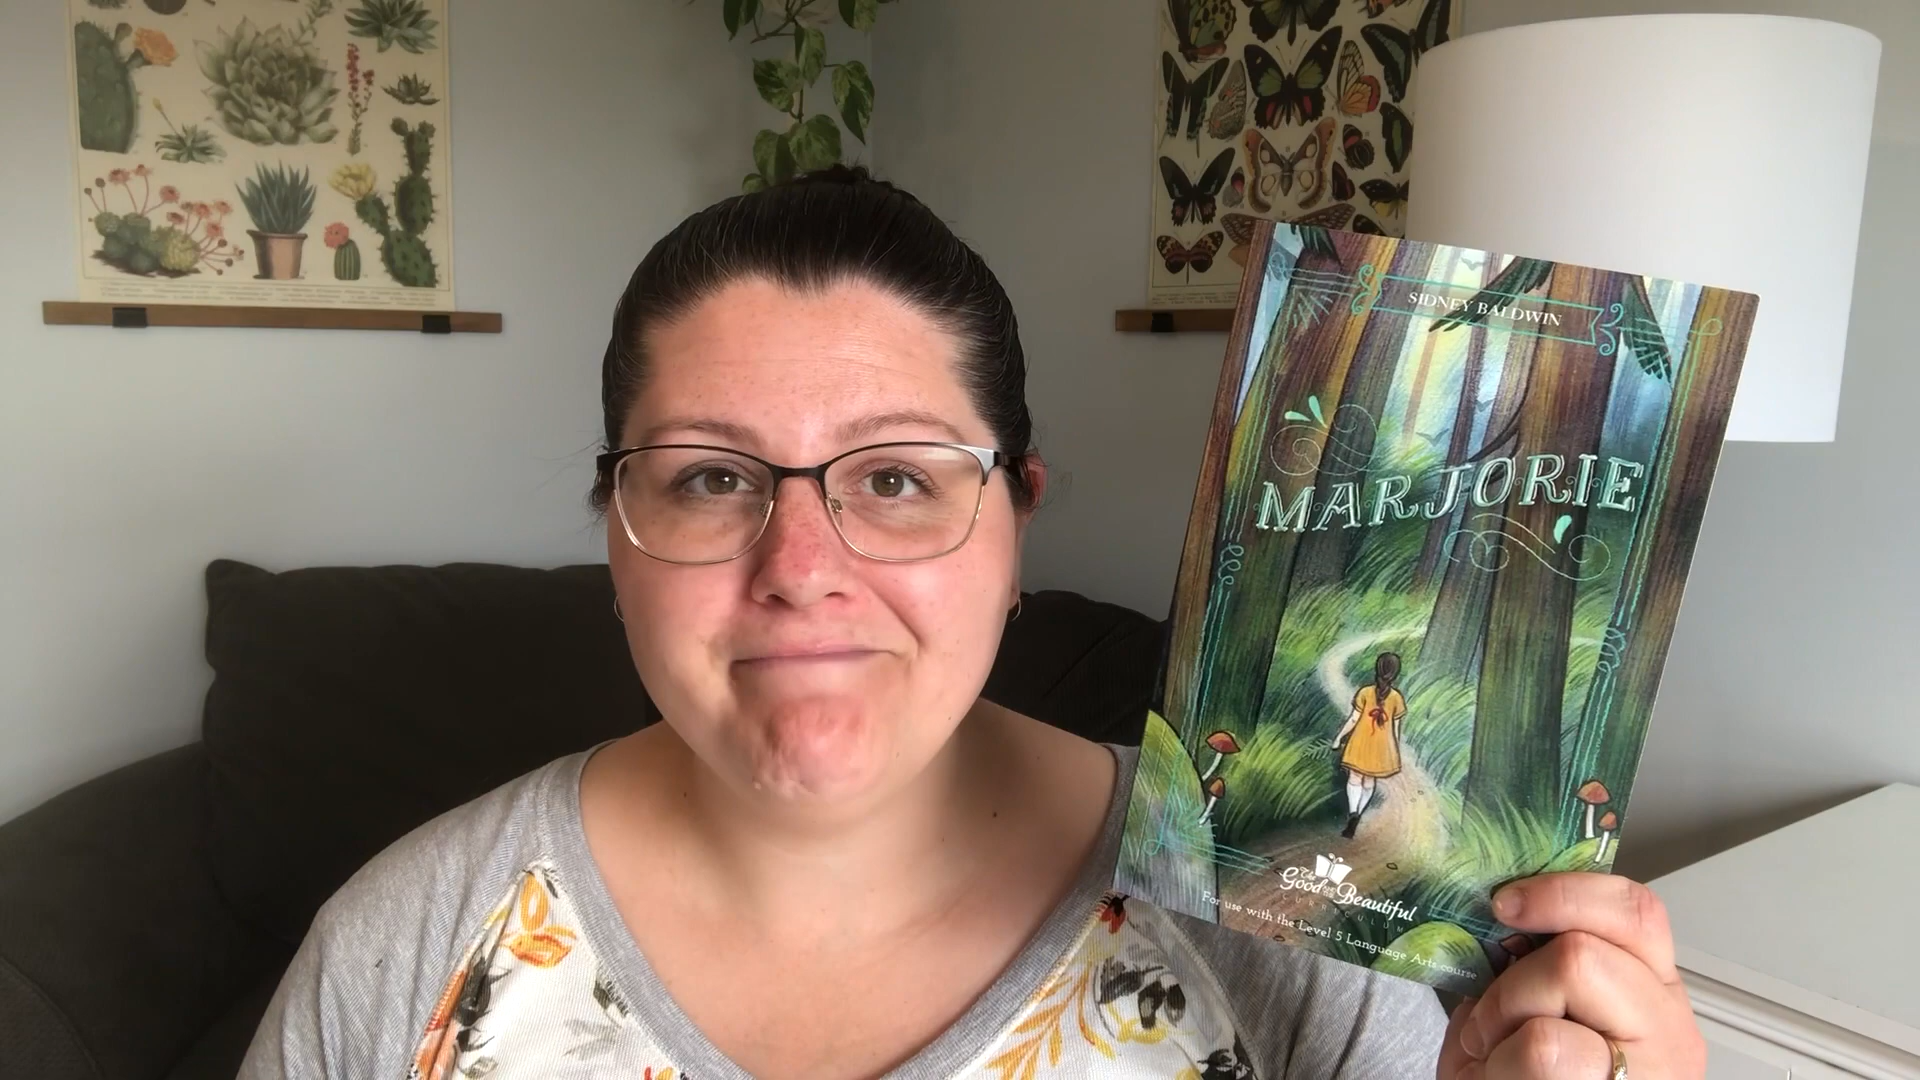 SIDNEY BALDWIN
MARJORIE
The
Good and the
Beautiful
CURRICULUM
For use with the Level 5 Language Arts course